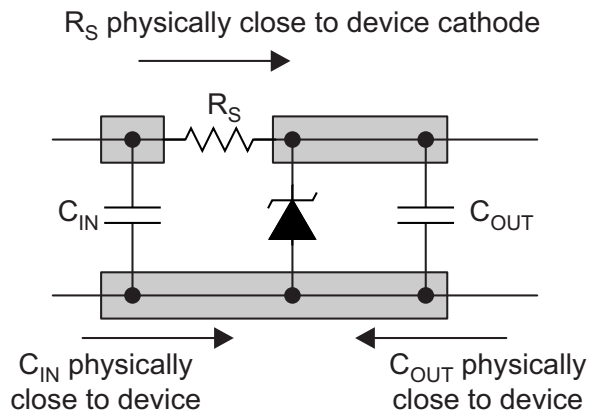 R_S physically close to device cathode
R_S
C_IN
C_OUT
C_IN physically
close to device
C_OUT physically
close to device